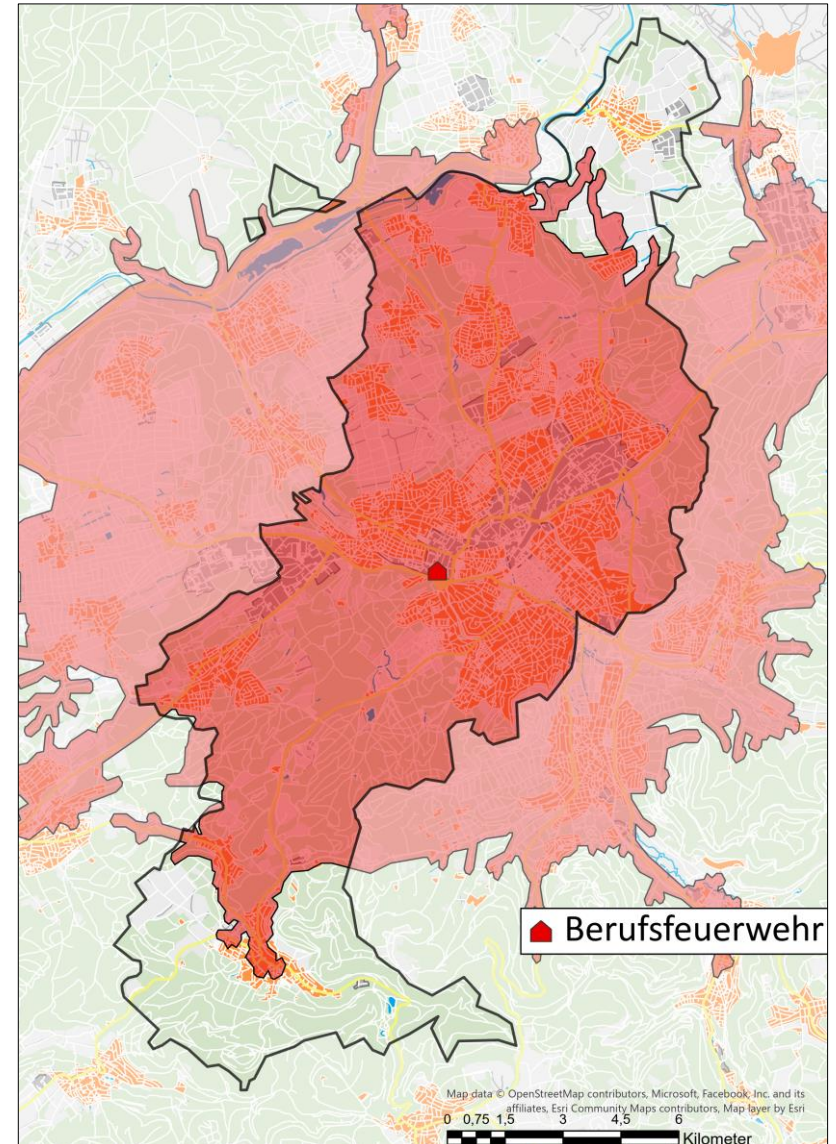 Berufsfeuerwehr
Map data © OpenStreetMap contributors, Microsoft, Facebook, Inc. and its
affiliates, Esri Community Maps contributors, Map layer by Esri
0 0,75 1,5 3 4,5 6
Kilometer